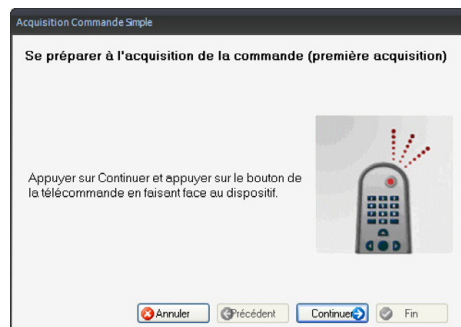 Acquisition Commande Simple
Se préparer à l'acquisition de la commande (première acquisition)
Appuyer sur Continuer et appuyer sur le bouton de
la télécommande en faisant face au dispositif.
Annuler
Précédent
Continuer
Fin